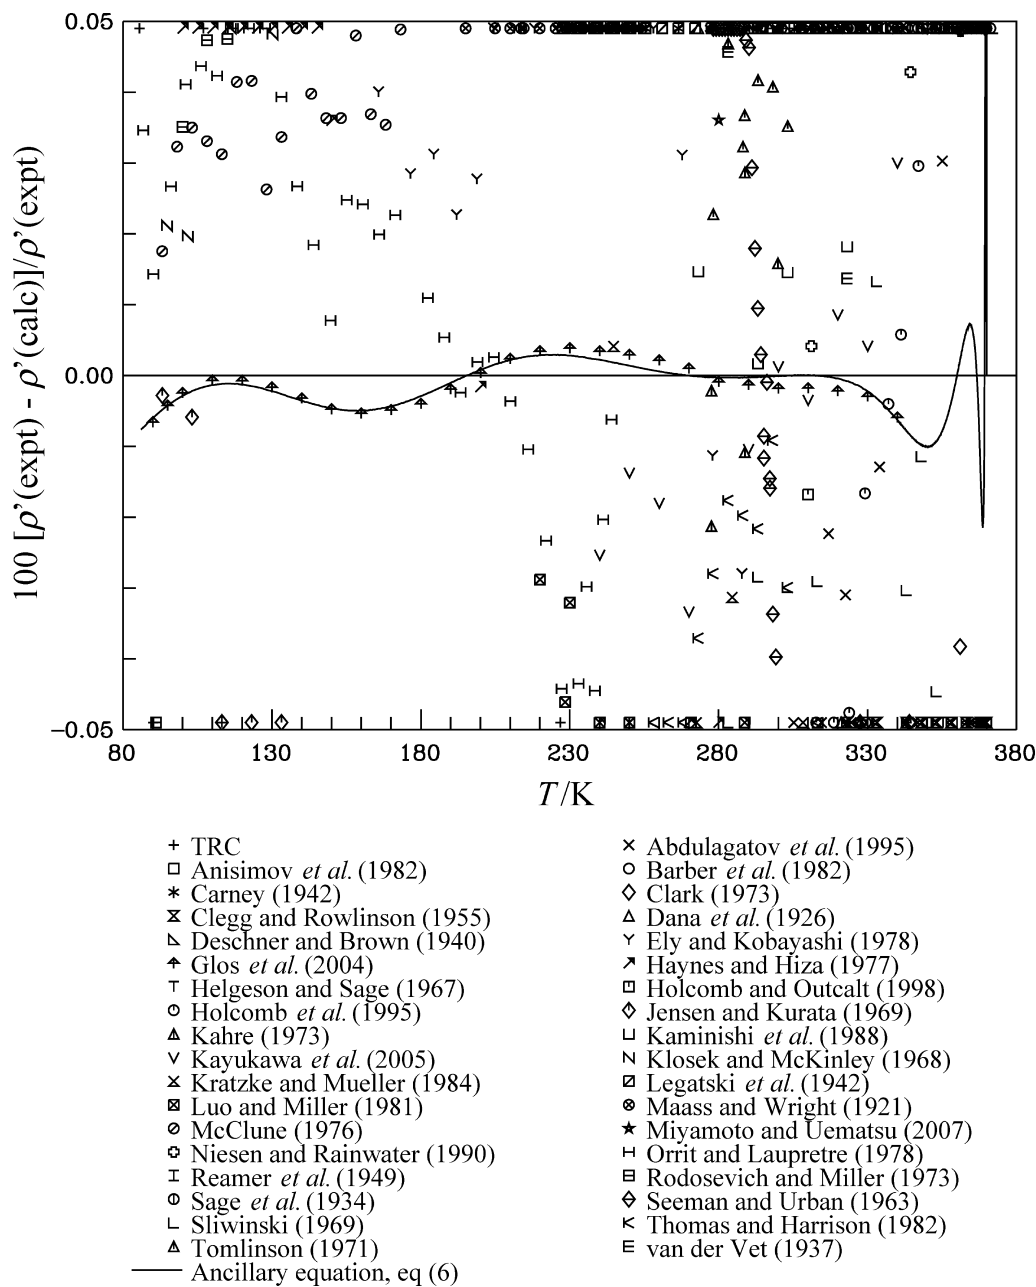 0.05
0.00
−0.05
100 [ρ’(expt) - ρ’(calc)]/ρ’(expt)
80 130 180 230 280 330 380
T/K
TRC
Anisimov et al. (1982)
Carney (1942)
Clegg and Rowlinson (1955)
Deschner and Brown (1940)
Glos et al. (2004)
Helgeson and Sage (1967)
Holcomb et al. (1995)
Kahre (1973)
Kayukawa et al. (2005)
Kratzke and Mueller (1984)
Luo and Miller (1981)
McClune (1976)
Niesen and Rainwater (1990)
Reamer et al. (1949)
Sage et al. (1934)
Sliwinski (1969)
Tomlinson (1971)
Ancillary equation, eq (6)
Abdulagatov et al. (1995)
Barber et al. (1982)
Clark (1973)
Dana et al. (1926)
Ely and Kobayashi (1978)
Haynes and Hiza (1977)
Holcomb and Outcalt (1998)
Jensen and Kurata (1969)
Kaminishi et al. (1988)
Klosek and McKinley (1968)
Legatski et al. (1942)
Maass and Wright (1921)
Miyamoto and Uematsu (2007)
Orrit and Laupretre (1978)
Rodosevich and Miller (1973)
Seeman and Urban (1963)
Thomas and Harrison (1982)
van der Vet (1937)